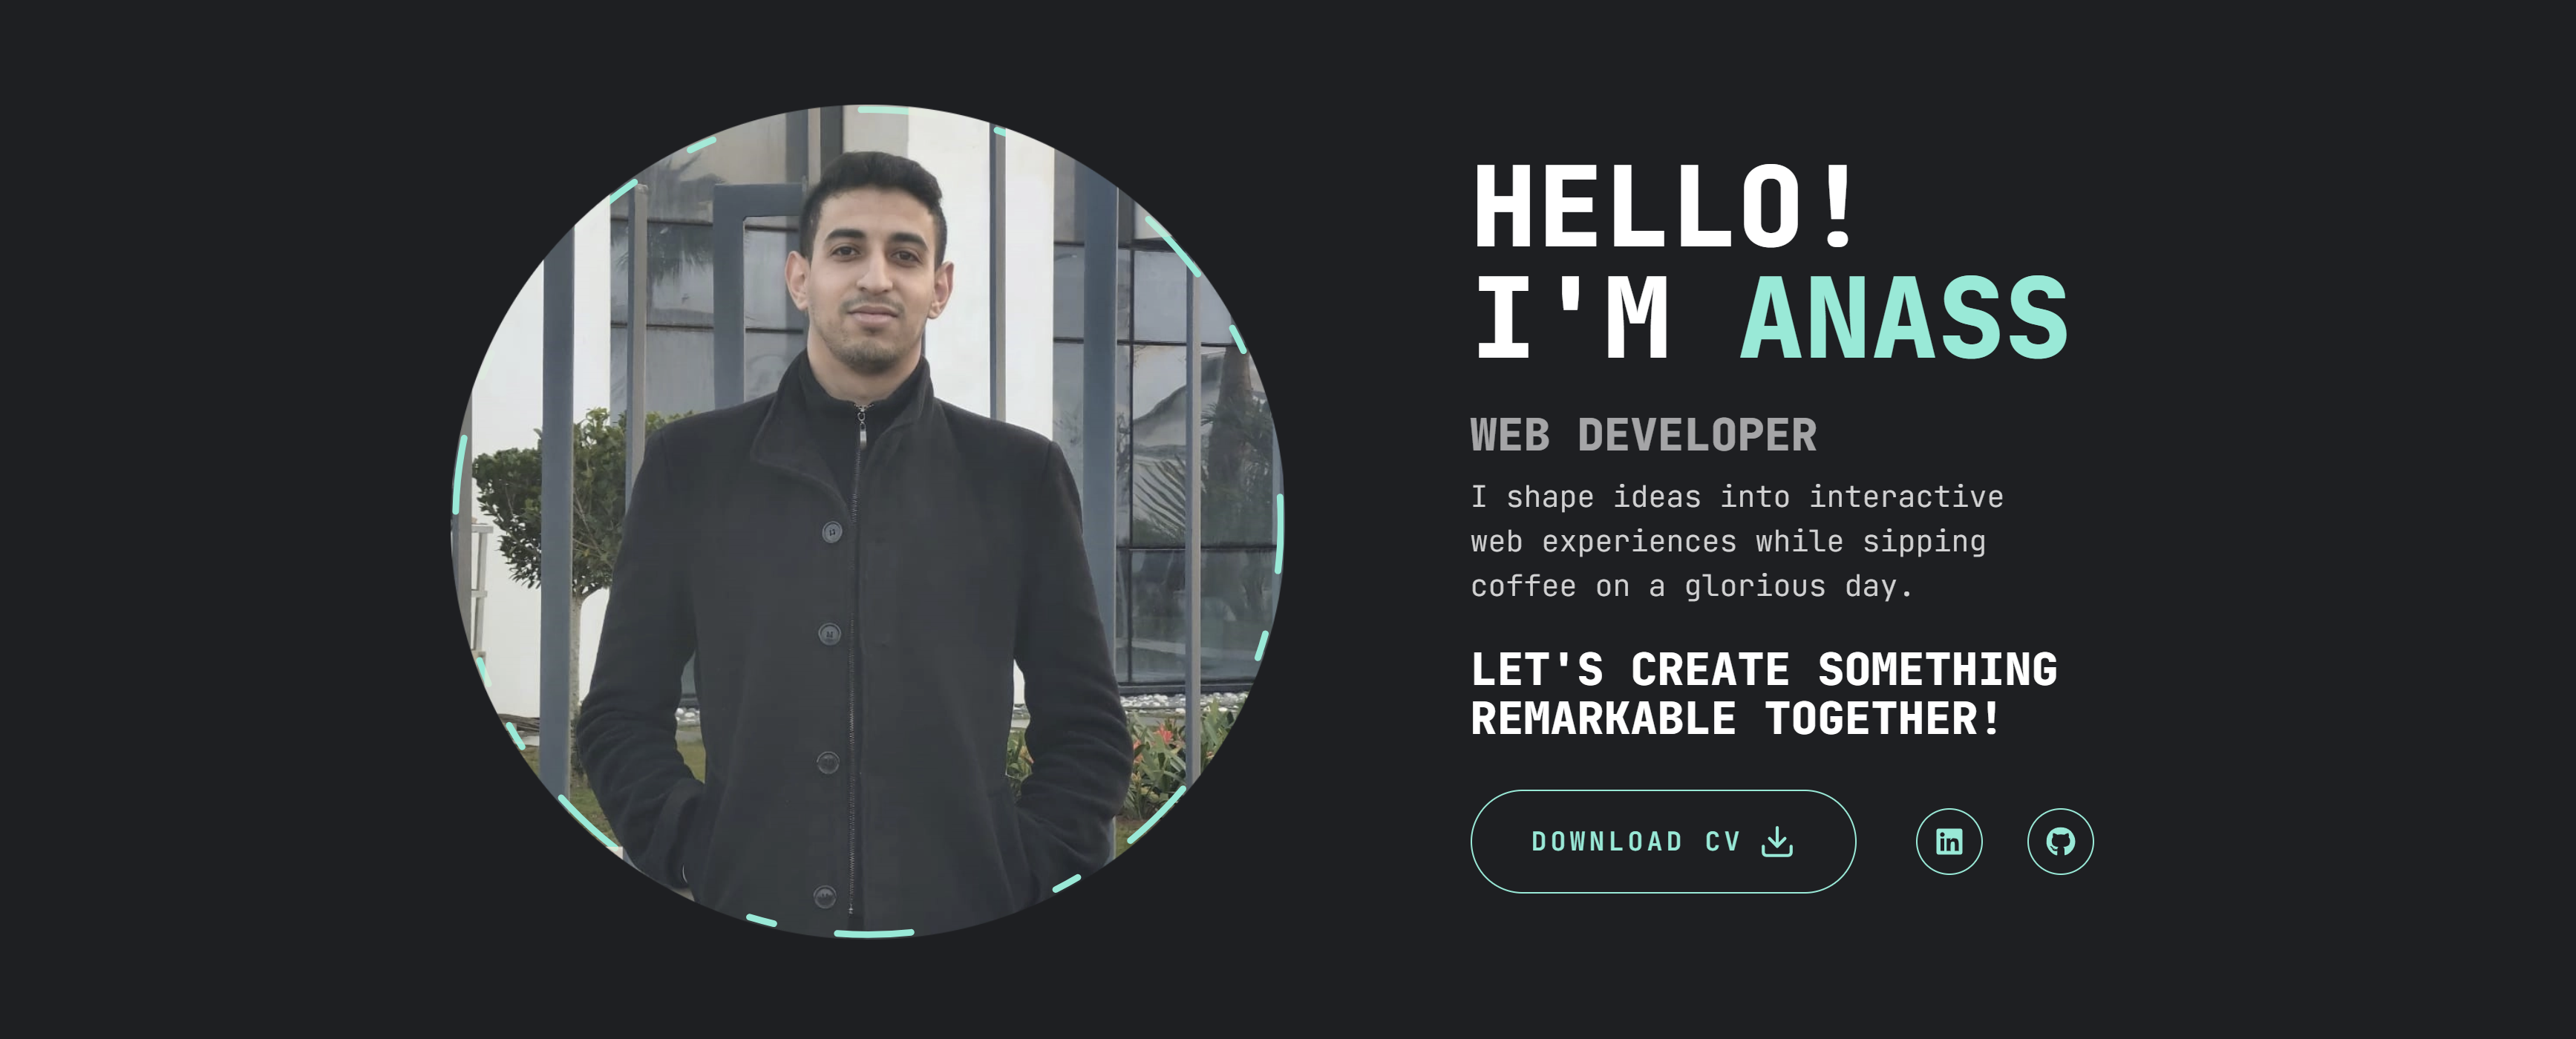 HELLO!
I'M ANASS
WEB DEVELOPER
I shape ideas into interactive
web experiences while sipping
coffee on a glorious day.
LET'S CREATE SOMETHING
REMARKABLE TOGETHER!
DOWNLOAD CV
in